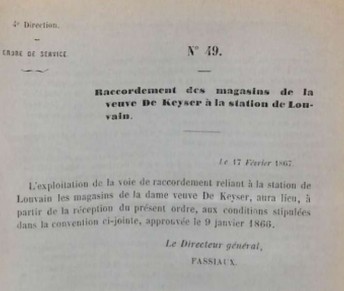 4e Direction.
ORDRE DE SERVICE.
No 49.
Raccordement des magasins de la
veuve De Keyser à la station de Lou-
vain.
Le 17 Février 1867.
L'exploitation de la voie de raccordement reliant à la station de
Louvain les magasins de la dame veuve De Keyser, aura lieu, à
partir de la réception du présent ordre, aux conditions stipulées
dans la convention ci-jointe, approuvée le 9 janvier 1866.
Le Directeur général,
FASSIAUX.